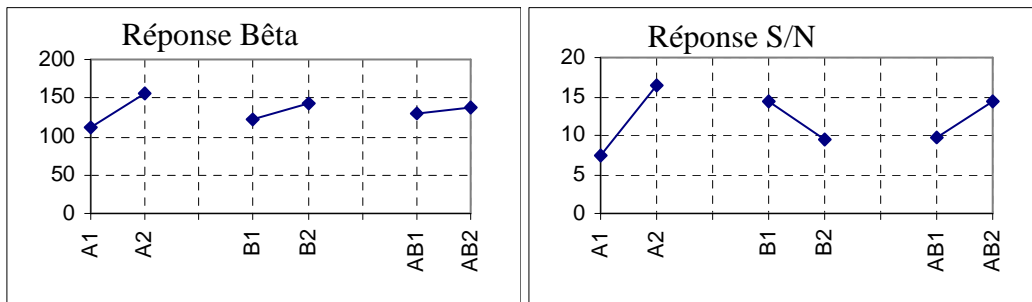 Réponse Bêta
200
150
100
50
0
A1
A2
B1
B2
AB1
AB2
Réponse S/N
20
15
10
5
0
A1
A2
B1
B2
AB1
AB2